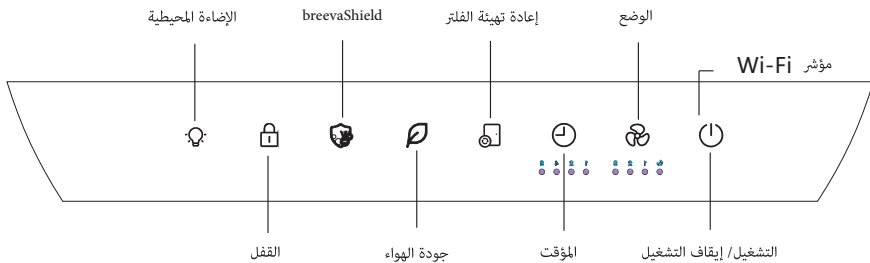 الوضع
إعادة تهيئة الفلتر
breevaShield
الإضاءة المحيطية
مؤشر Wi-Fi
التشغيل/ إيقاف التشغيل
المؤقت
جودة الهواء
القفل